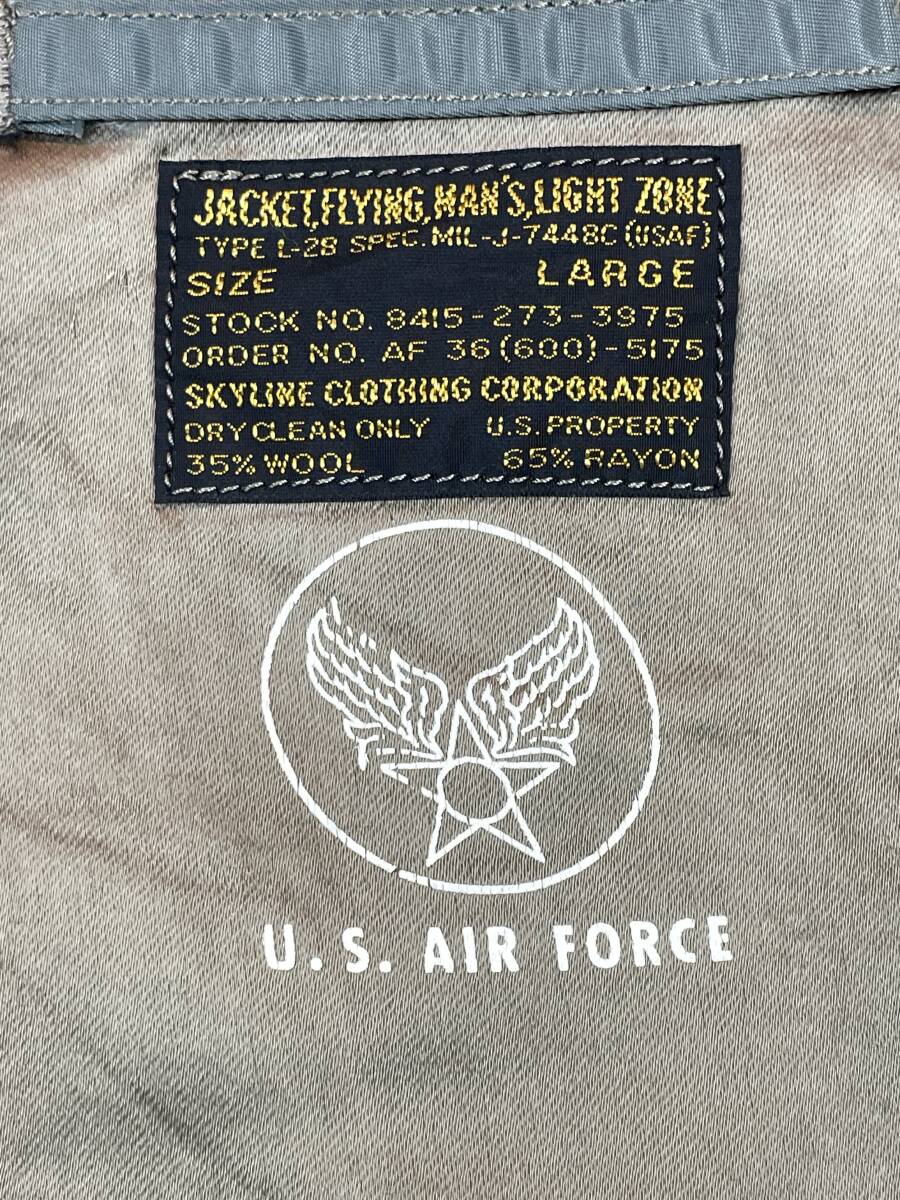 JACKET, FLYING, MAN'S, LIGHT ZONE
TYPE L-2B SPEC. MIL-J-7448C (USAF)
SIZE LARGE
STOCK NO. 8415-273-3975
ORDER NO. AF 36(600)-5175
SKYLINE CLOTHING CORPORATION
DRY CLEAN ONLY U.S. PROPERTY
35% WOOL 65% RAYON
U.S. AIR FORCE